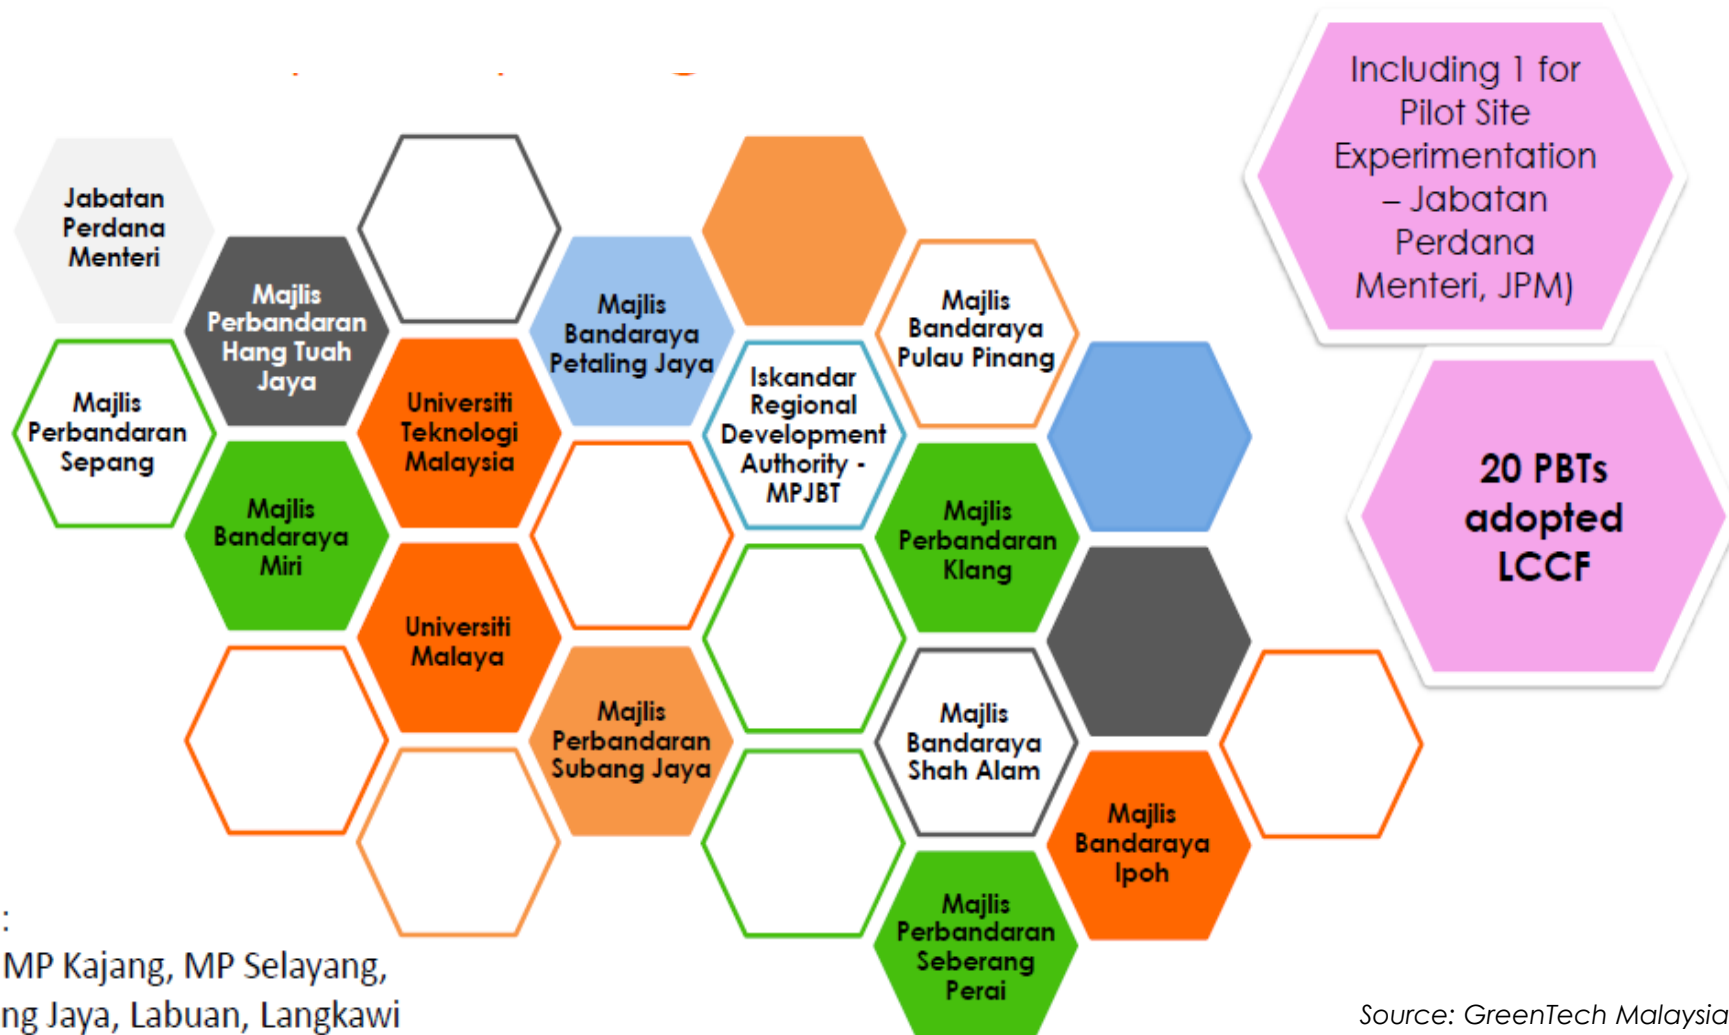 Including 1 for
Pilot Site
Experimentation
– Jabatan
Perdana
Menteri, JPM)
20 PBTs
adopted
LCCF
Jabatan
Perdana
Menteri
Majlis
Perbandaran
Hang Tuah
Jaya
Majlis
Bandaraya
Petaling Jaya
Majlis
Bandaraya
Pulau Pinang
Majlis
Perbandaran
Sepang
Universiti
Teknologi
Malaysia
Iskandar
Regional
Development
Authority -
MPJBT
Majlis
Bandaraya
Miri
Majlis
Perbandaran
Klang
Universiti
Malaya
Majlis
Perbandaran
Subang Jaya
Majlis
Bandaraya
Shah Alam
Majlis
Bandaraya
Ipoh
Majlis
Perbandaran
Seberang
Perai
:
MP Kajang, MP Selayang,
ng Jaya, Labuan, Langkawi
Source: GreenTech Malaysia